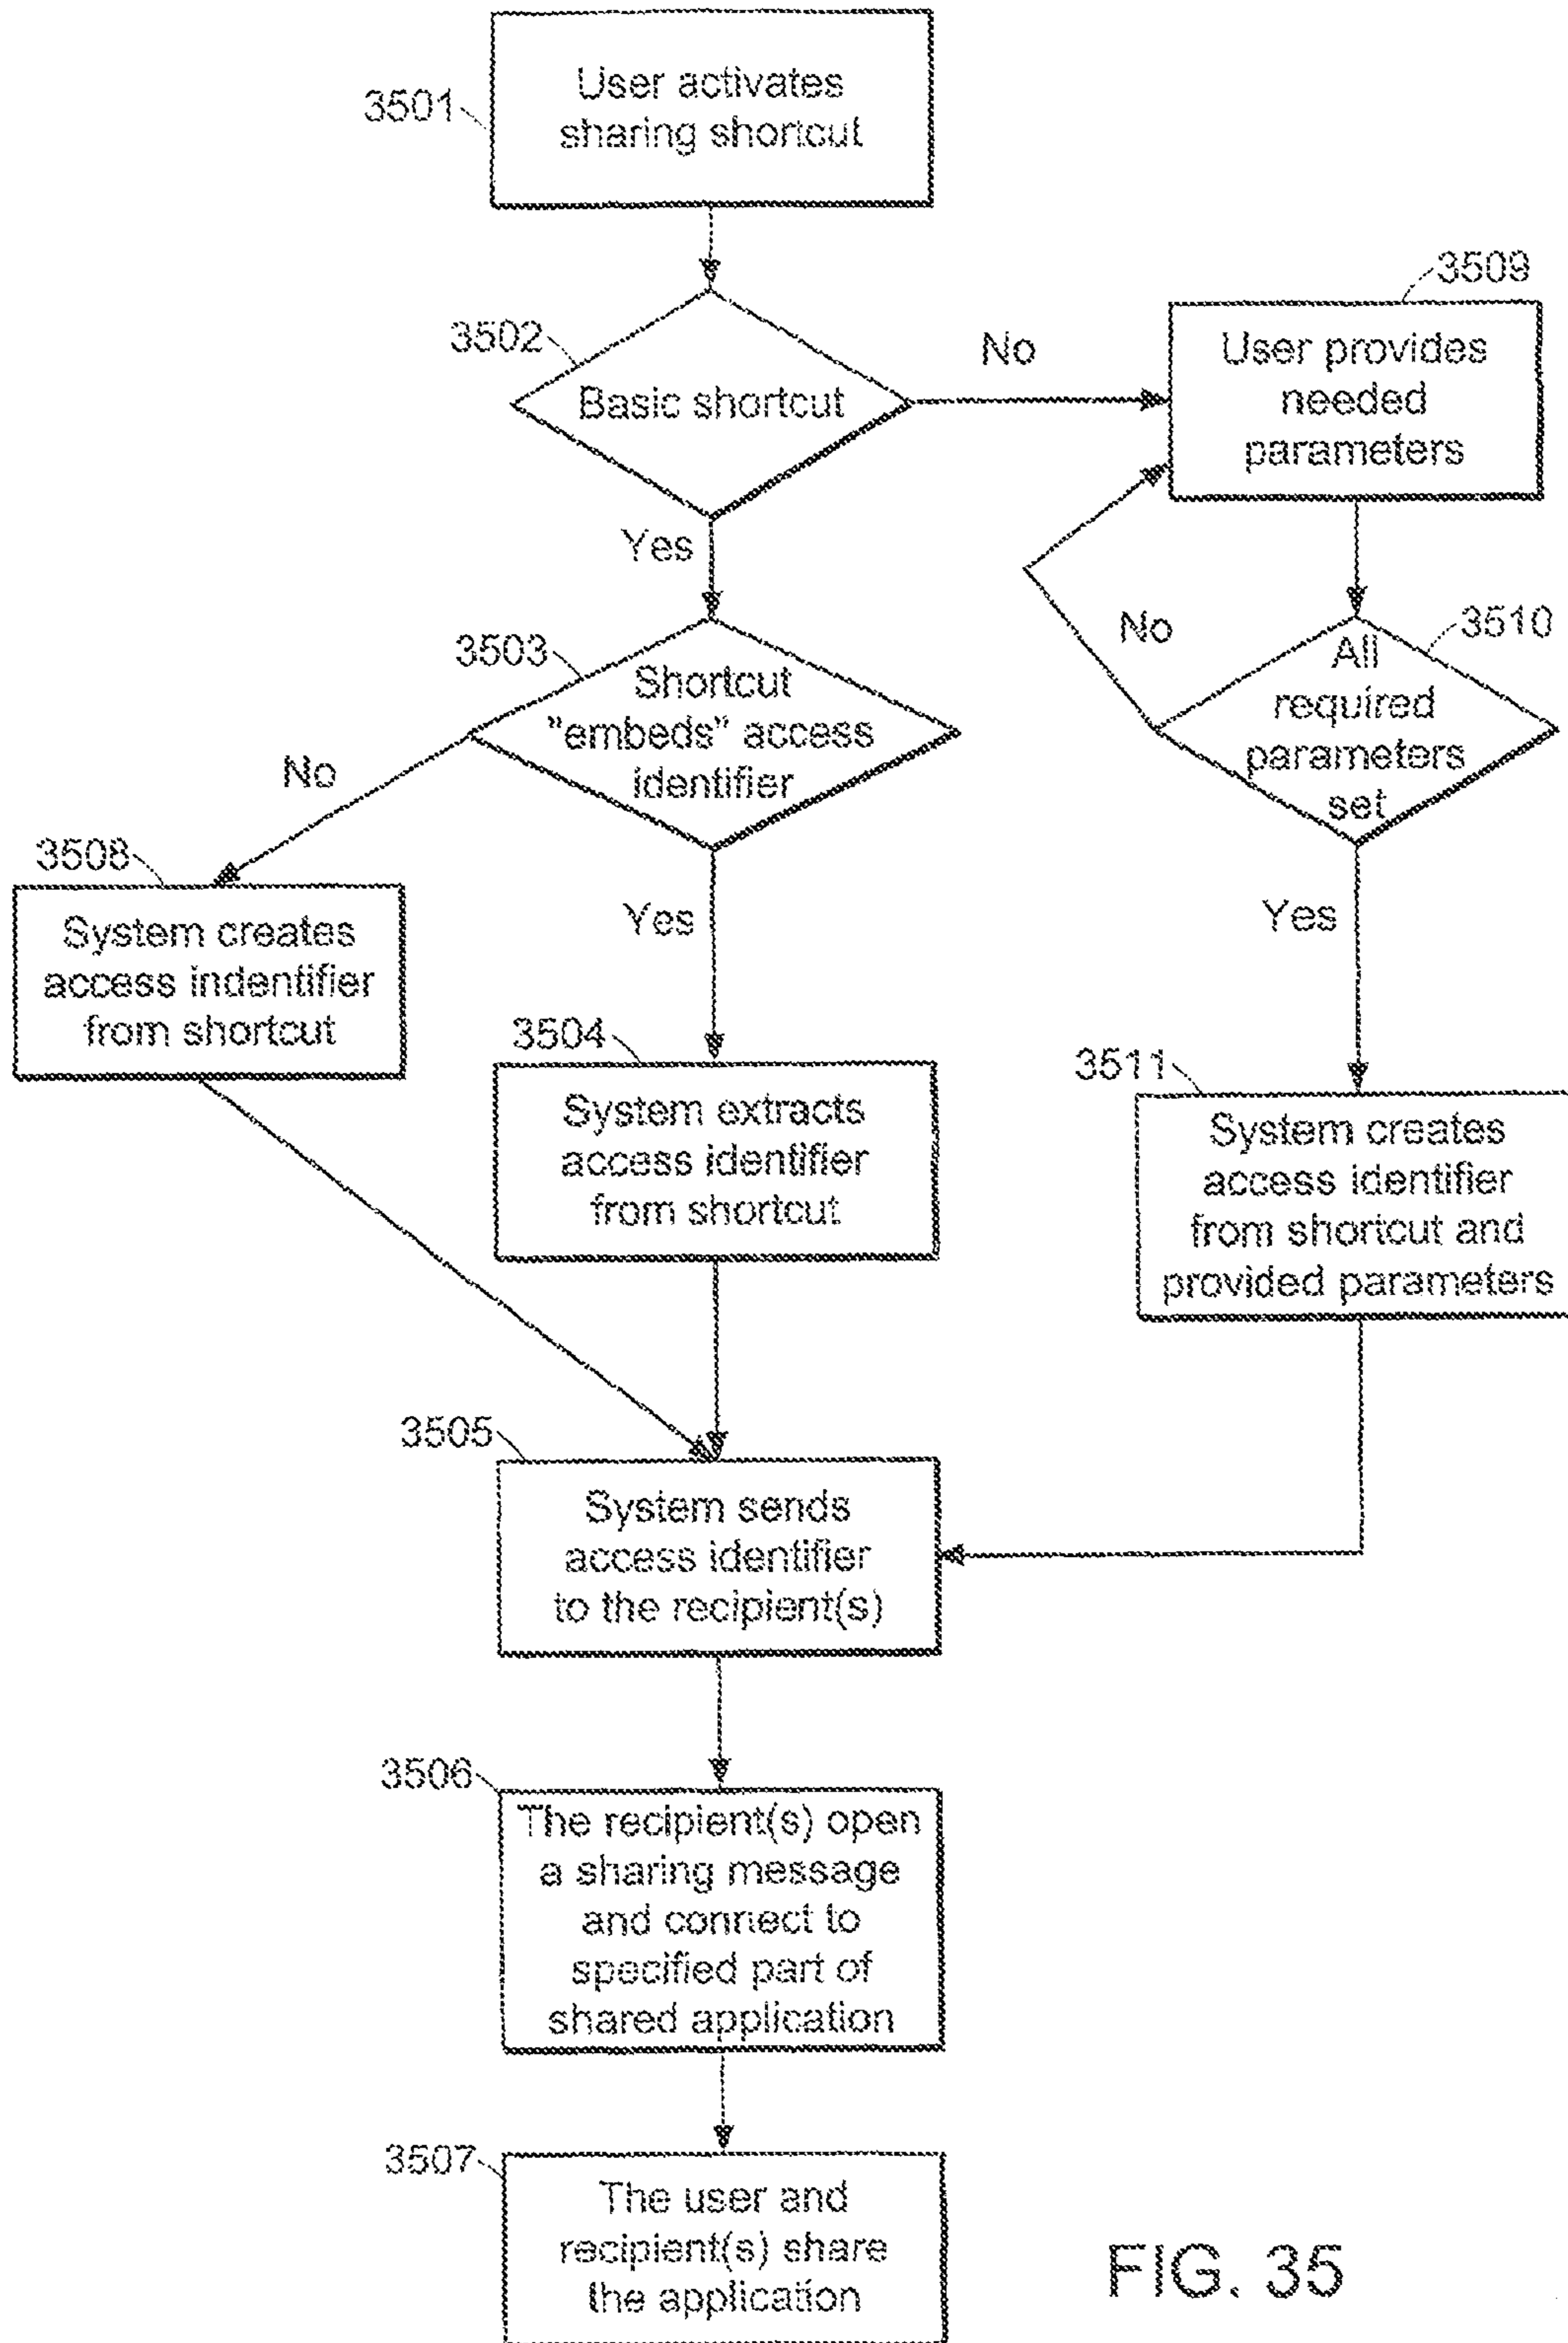 3501
User activates
sharing shortcut
3502
Basic shortcut
No
3509
User provides
needed
parameters
Yes
3503
Shortcut
"embeds" access
identifier
No
3510
All
required
parameters
set
No
3508
System creates
access indentifier
from shortcut
Yes
3504
System extracts
access identifier
from shortcut
Yes
3511
System creates
access identifier
from shortcut and
provided parameters
3505
System sends
access identifier
to the recipient(s)
3506
The recipient(s) open
a sharing message
and connect to
specified part of
shared application
3507
The user and
recipient(s) share
the application
FIG. 35